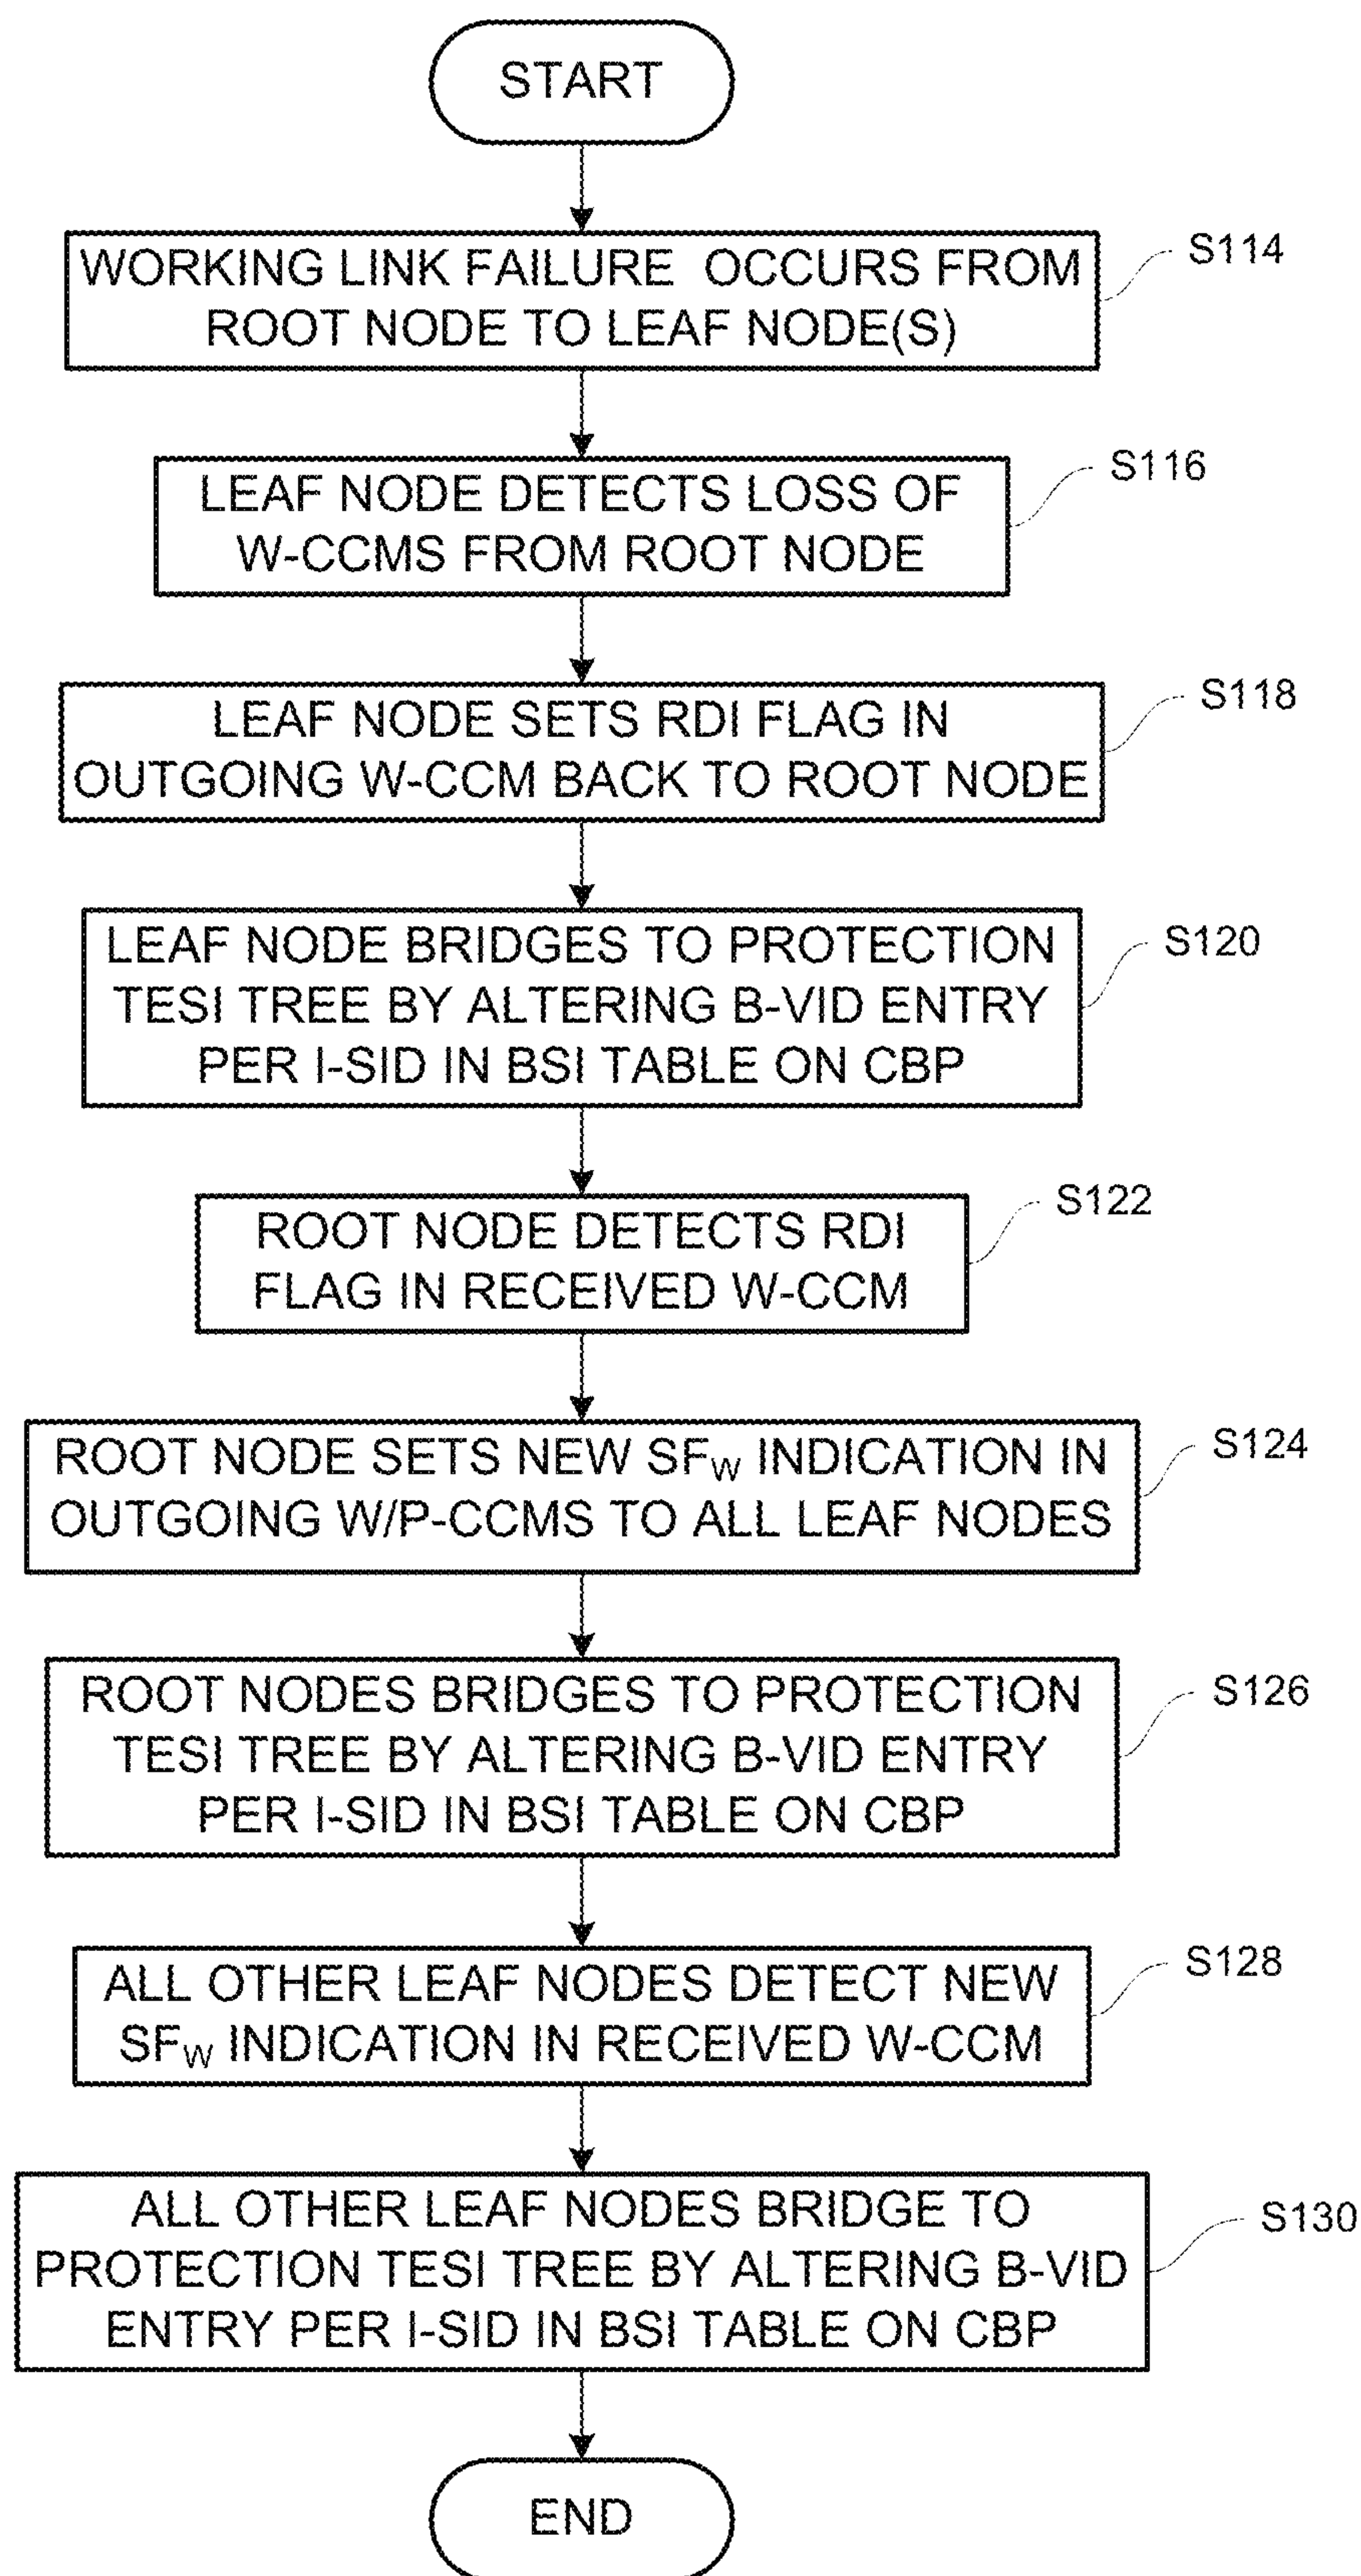 START
WORKING LINK FAILURE OCCURS FROM
ROOT NODE TO LEAF NODE(S)
S114
LEAF NODE DETECTS LOSS OF
W-CCMS FROM ROOT NODE
S116
LEAF NODE SETS RDI FLAG IN
OUTGOING W-CCM BACK TO ROOT NODE
S118
LEAF NODE BRIDGES TO PROTECTION
TESI TREE BY ALTERING B-VID ENTRY
PER I-SID IN BSI TABLE ON CBP
S120
ROOT NODE DETECTS RDI
FLAG IN RECEIVED W-CCM
S122
ROOT NODE SETS NEW SFW INDICATION IN
OUTGOING W/P-CCMS TO ALL LEAF NODES
S124
ROOT NODES BRIDGES TO PROTECTION
TESI TREE BY ALTERING B-VID ENTRY
PER I-SID IN BSI TABLE ON CBP
S126
ALL OTHER LEAF NODES DETECT NEW
SFW INDICATION IN RECEIVED W-CCM
S128
ALL OTHER LEAF NODES BRIDGE TO
PROTECTION TESI TREE BY ALTERING B-VID
ENTRY PER I-SID IN BSI TABLE ON CBP
S130
END